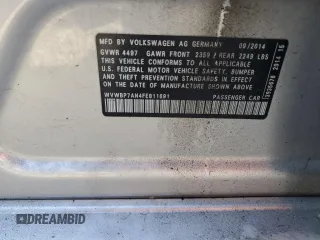 MFD. BY VOLKSWAGEN AG GERMANY 09/2014
GVWR 4497 GAWR FRONT 2359 / REAR 2249 LBS
THIS VEHICLE CONFORMS TO ALL APPLICABLE
U.S. FEDERAL MOTOR VEHICLE SAFETY, BUMPER AND
THEFT PREVENTION STANDARDS IN EFFECT ON THE
DATE OF MANUFACTURE SHOWN ABOVE.
PASSENGER CAR
DREAMBID